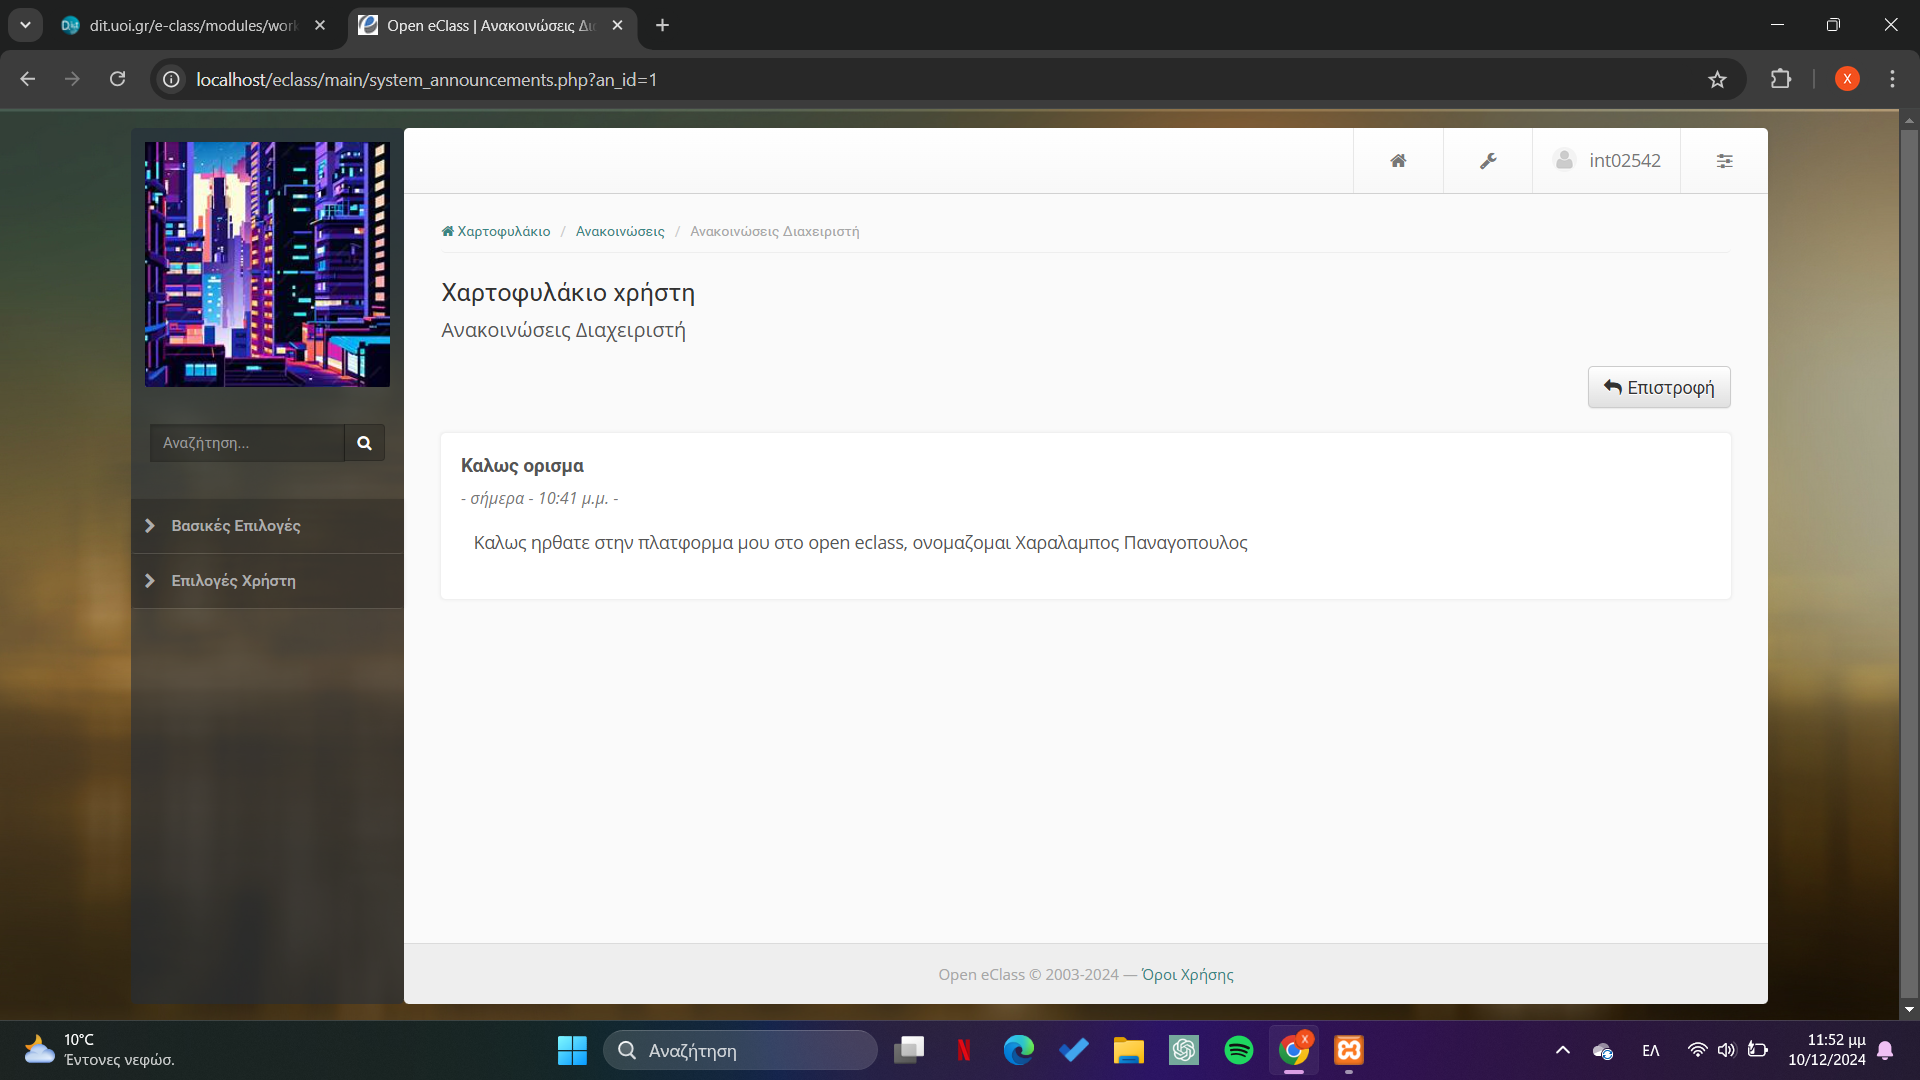 dit.uoi.gr/e-class/modules/work
Open eClass | Ανακοινώσεις Δια
localhost/eclass/main/system_announcements.php?an_id=1
X
int02542
Χαρτοφυλάκιο / Ανακοινώσεις / Ανακοινώσεις Διαχειριστή
Χαρτοφυλάκιο χρήστη
Ανακοινώσεις Διαχειριστή
Επιστροφή
Αναζήτηση...
Καλως ορισμα
- σήμερα - 10:41 μ.μ. -
Καλως ηρθατε στην πλατφορμα μου στο open eclass, ονομαζομαι Χαραλαμπος Παναγοπουλος
Βασικές Επιλογές
Επιλογές Χρήστη
Open eClass © 2003-2024 — Όροι Χρήσης
10°C
Έντονες νεφώσ.
Αναζήτηση
ΕΛ
11:52 μμ
10/12/2024